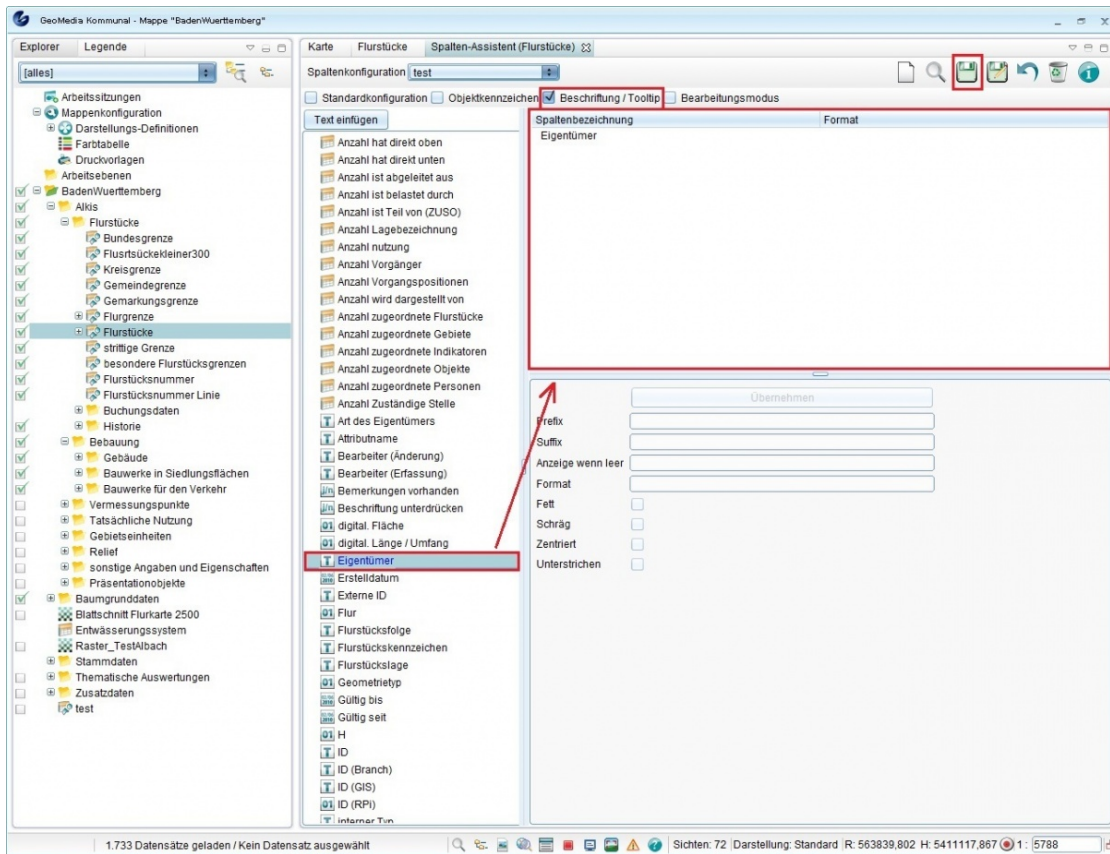 GeoMedia Kommunal - Mappe "BadenWuerttemberg"
Explorer Legende
[alles]
Arbeitssitzungen
Mappenkonfiguration
Darstellungs-Definitionen
Farbtabelle
Druckvorlagen
Arbeitsebenen
BadenWuerttemberg
Alkis
Flurstücke
Bundesgrenze
Flusrtsückekleiner300
Kreisgrenze
Gemeindegrenze
Gemarkungsgrenze
Flurgrenze
Flurstücke
strittige Grenze
besondere Flurstücksgrenzen
Flurstücksnummer
Flurstücksnummer Linie
Buchungsdaten
Historie
Bebauung
Gebäude
Bauwerke in Siedlungsflächen
Bauwerke für den Verkehr
Vermessungspunkte
Tatsächliche Nutzung
Gebietseinheiten
Relief
sonstige Angaben und Eigenschaften
Präsentationobjekte
Baumgrunddaten
Blattschnitt Flurkarte 2500
Entwässerungssystem
Raster_TestAlbach
Stammdaten
Thematische Auswertungen
Zusatzdaten
test
Karte Flurstücke Spalten-Assistent (Flurstücke)
Spaltenkonfiguration test
Standardkonfiguration Objektkennzeichen Beschriftung / Tooltip Bearbeitungsmodus
Text einfügen
Anzahl hat direkt oben
Anzahl hat direkt unten
Anzahl ist abgeleitet aus
Anzahl ist belastet durch
Anzahl ist Teil von (ZUSO)
Anzahl Lagebezeichnung
Anzahl nutzung
Anzahl Vorgänger
Anzahl Vorgangspositionen
Anzahl wird dargestellt von
Anzahl zugeordnete Flurstücke
Anzahl zugeordnete Gebiete
Anzahl zugeordnete Indikatoren
Anzahl zugeordnete Objekte
Anzahl zugeordnete Personen
Anzahl Zuständige Stelle
Art des Eigentümers
Attributname
Bearbeiter (Änderung)
Bearbeiter (Erfassung)
Bemerkungen vorhanden
Beschriftung unterdrücken
digital. Fläche
digital. Länge / Umfang
Eigentümer
Erstelldatum
Externe ID
Flur
Flurstücksfolge
Flurstückskennzeichen
Flurstückslage
Geometrietyp
Gültig bis
Gültig seit
H
ID
ID (Branch)
ID (GIS)
ID (RPi)
interner Typ
Spaltenbezeichnung Format
Eigentümer
Übernehmen
Prefix
Suffix
Anzeige wenn leer
Format
Fett
Schräg
Zentriert
Unterstrichen
1.733 Datensätze geladen / Kein Datensatz ausgewählt
Sichten: 72 Darstellung: Standard R: 563839,802 H: 5411117,867 1 : 5788